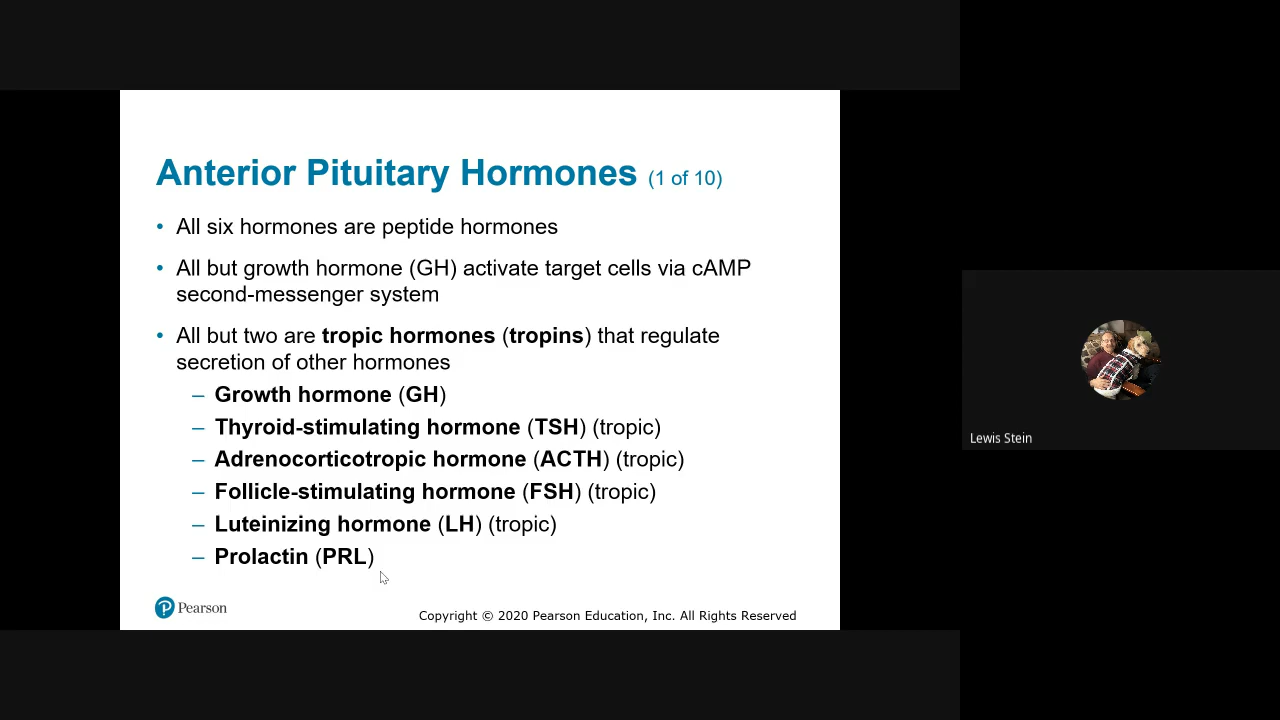 Anterior Pituitary Hormones (1 of 10)
• All six hormones are peptide hormones
• All but growth hormone (GH) activate target cells via cAMP
second-messenger system
• All but two are tropic hormones (tropins) that regulate
secretion of other hormones
– Growth hormone (GH)
– Thyroid-stimulating hormone (TSH) (tropic)
– Adrenocorticotropic hormone (ACTH) (tropic)
– Follicle-stimulating hormone (FSH) (tropic)
– Luteinizing hormone (LH) (tropic)
– Prolactin (PRL)
P Pearson
Copyright © 2020 Pearson Education, Inc. All Rights Reserved
Lewis Stein